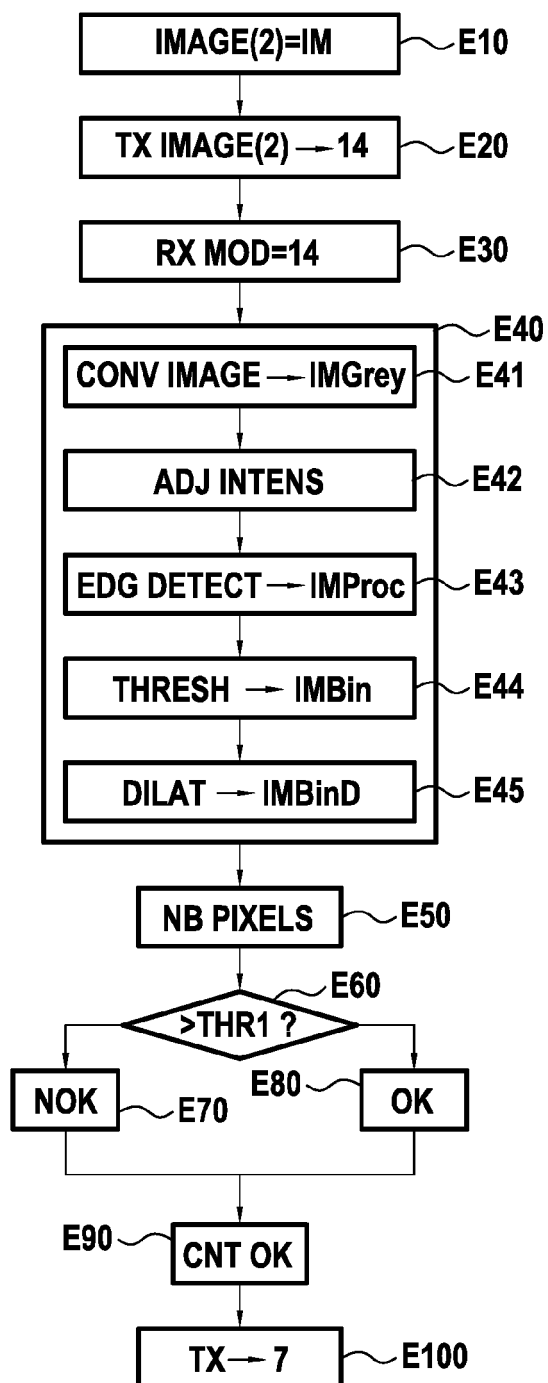 IMAGE(2)=IM E10
TX IMAGE(2) → 14 E20
RX MOD=14 E30
E40
CONV IMAGE → IMGrey E41
ADJ INTENS E42
EDG DETECT → IMProc E43
THRESH → IMBin E44
DILAT → IMBinD E45
NB PIXELS E50
E60
>THR1 ?
NOK E70 E80 OK
E90 CNT OK
TX → 7 E100